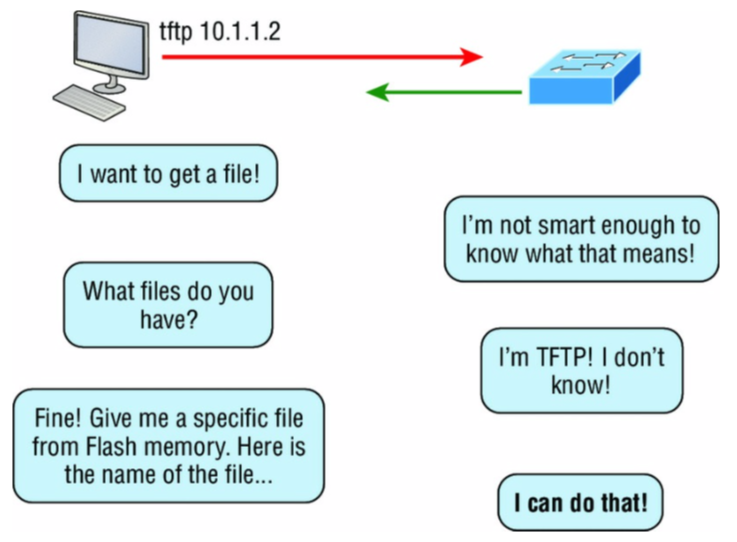 tftp 10.1.1.2
I want to get a file!
I'm not smart enough to
know what that means!
What files do you
have?
I'm TFTP! I don't
know!
Fine! Give me a specific file
from Flash memory. Here is
the name of the file...
I can do that!